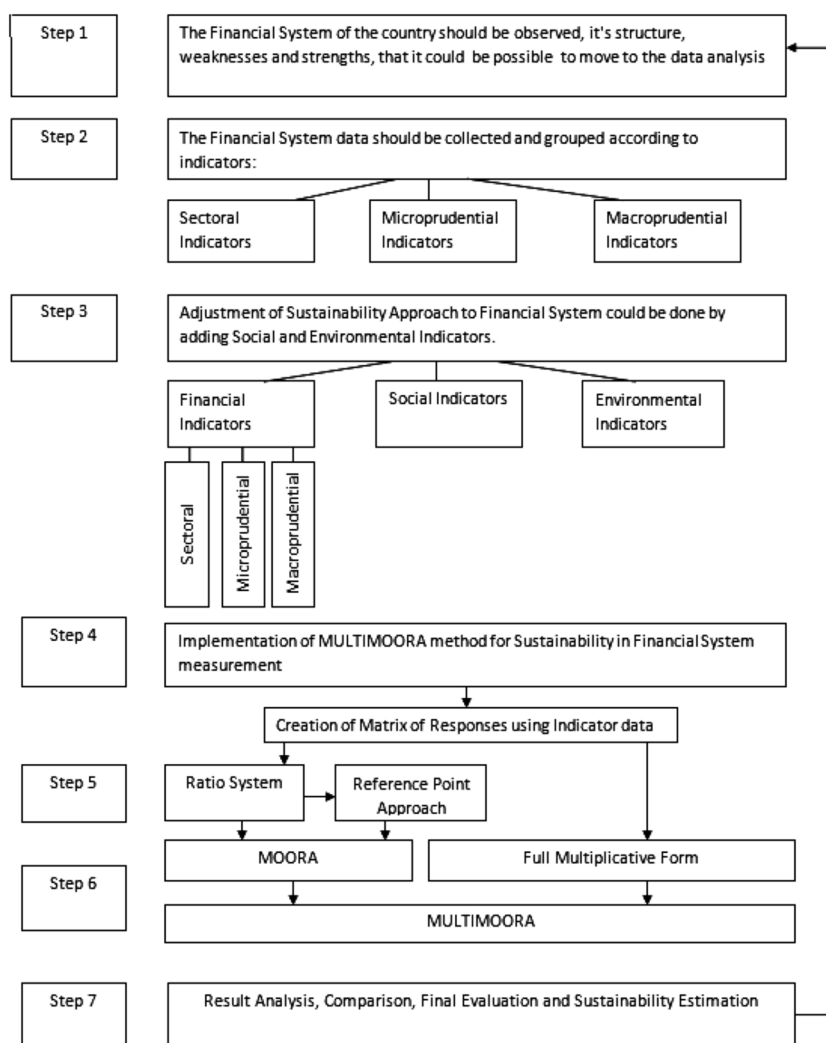 Step 1
The Financial System of the country should be observed, it's structure,
weaknesses and strengths, that it could be possible to move to the data analysis
Step 2
The Financial System data should be collected and grouped according to
indicators:
Sectoral
Indicators
Microprudential
Indicators
Macroprudential
Indicators
Step 3
Adjustment of Sustainability Approach to Financial System could be done by
adding Social and Environmental Indicators.
Financial
Indicators
Social Indicators
Environmental
Indicators
Sectoral
Microprudential
Macroprudential
Step 4
Implementation of MULTIMOORA method for Sustainability in Financial System
measurement
Creation of Matrix of Responses using Indicator data
Step 5
Ratio System
Reference Point
Approach
Step 6
MOORA
Full Multiplicative Form
MULTIMOORA
Step 7
Result Analysis, Comparison, Final Evaluation and Sustainability Estimation